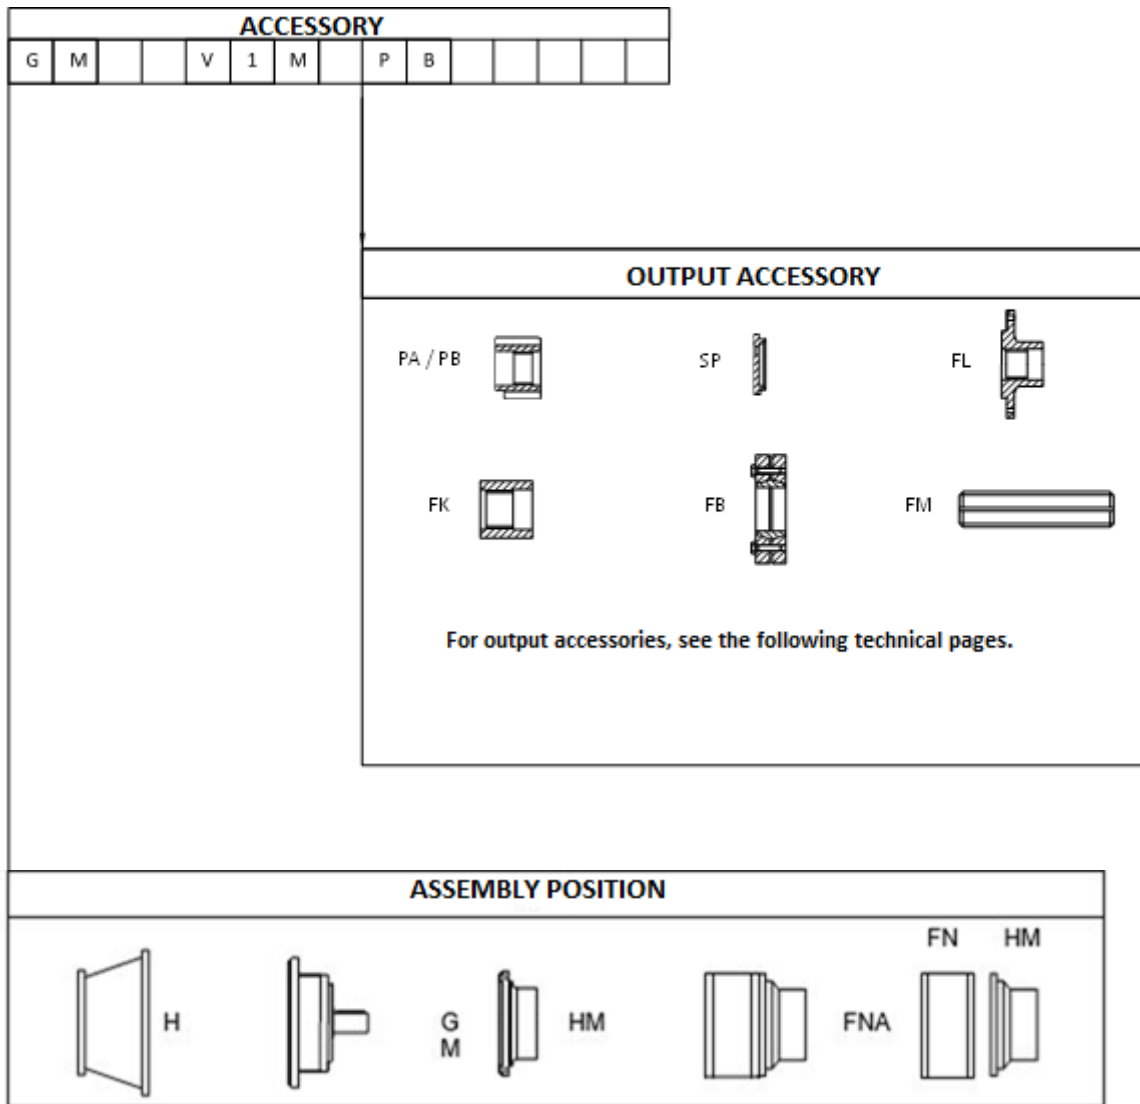 ACCESSORY
G M V 1 M P B
OUTPUT ACCESSORY
PA / PB SP FL
FK FB FM
For output accessories, see the following technical pages.
ASSEMBLY POSITION
FN HM
H G HM FNA
M